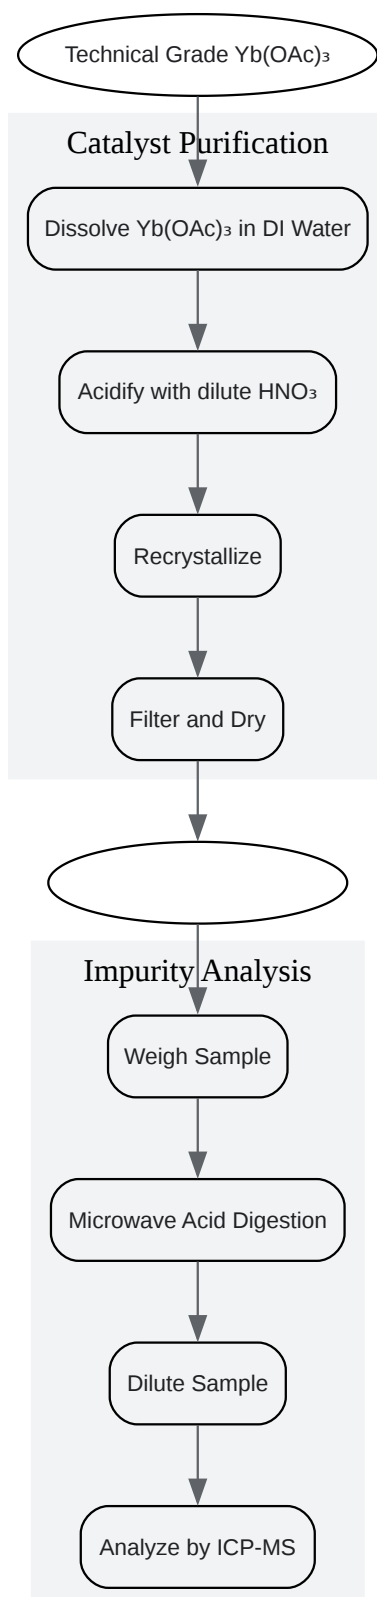 Technical Grade Yb(OAc)₃
Catalyst Purification
Dissolve Yb(OAc)₃ in DI Water
Acidify with dilute HNO₃
Recrystallize
Filter and Dry
Impurity Analysis
Weigh Sample
Microwave Acid Digestion
Dilute Sample
Analyze by ICP-MS